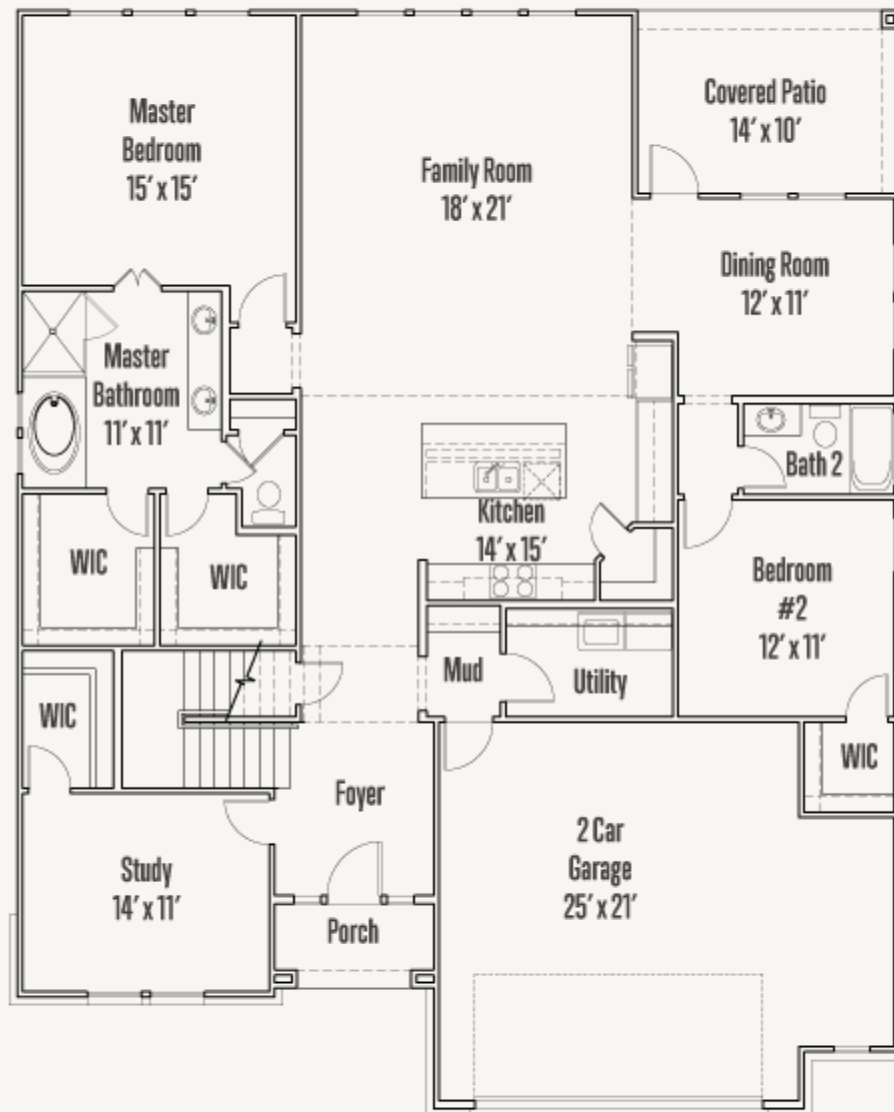 Master
Bedroom
15' x 15'
Family Room
18' x 21'
Covered Patio
14' x 10'
Dining Room
12' x 11'
Master
Bathroom
11' x 11'
Bath 2
Kitchen
14' x 15'
WIC
WIC
Bedroom
#2
12' x 11'
Mud
Utility
WIC
WIC
Foyer
2 Car
Garage
25' x 21'
Study
14' x 11'
Porch